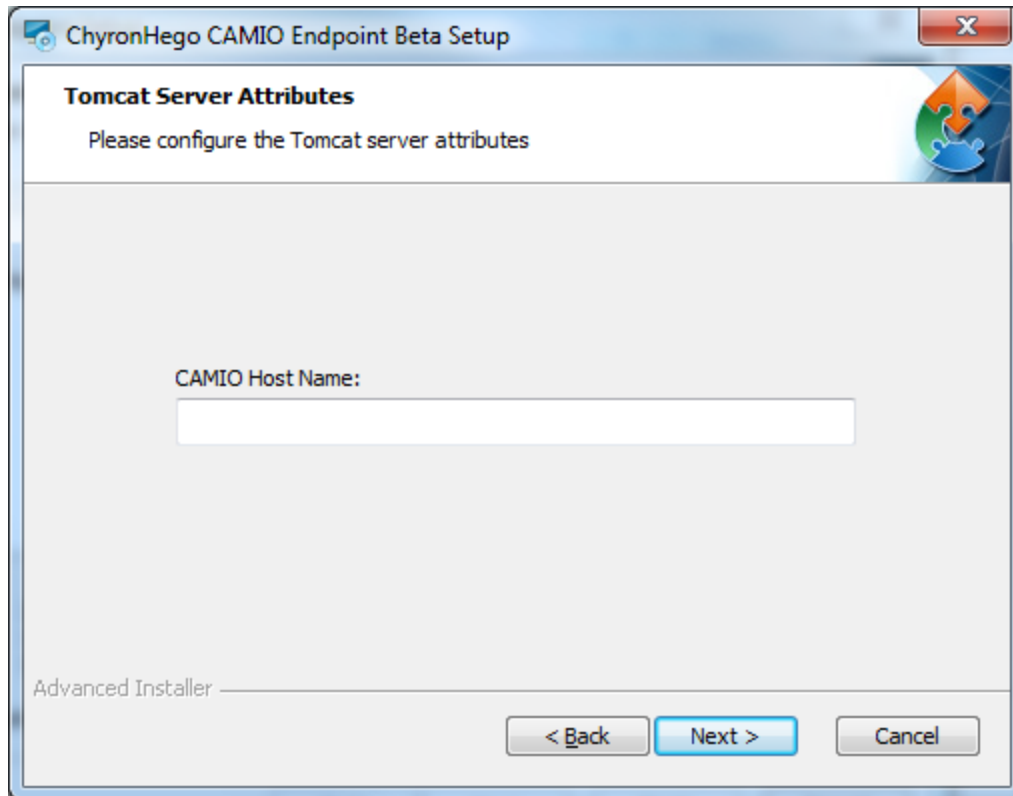 ChyronHego CAMIO Endpoint Beta Setup
Tomcat Server Attributes
Please configure the Tomcat server attributes
CAMIO Host Name:
Advanced Installer
< Back
Next >
Cancel